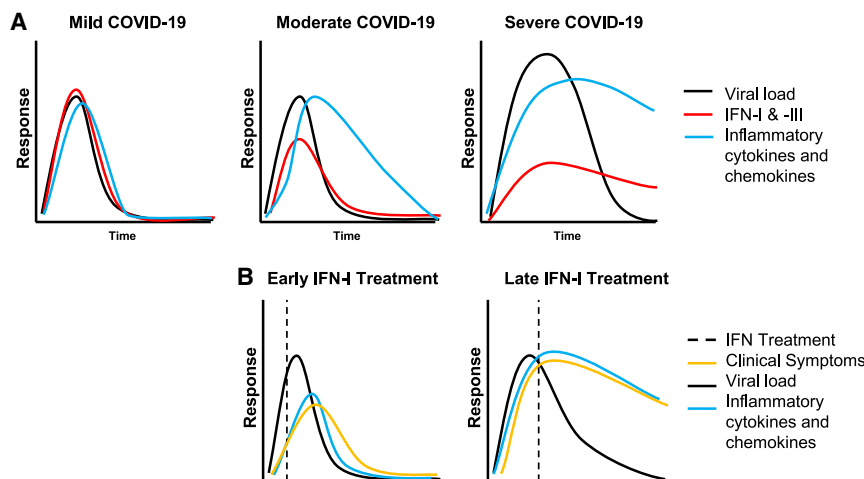 A
Mild COVID-19
Moderate COVID-19
Severe COVID-19
Response
Response
Response
Time
Time
Time
Viral load
IFN-I & -III
Inflammatory
cytokines and
chemokines
B
Early IFN-I Treatment
Late IFN-I Treatment
Response
Response
IFN Treatment
Clinical Symptoms
Viral load
Inflammatory
cytokines and
chemokines